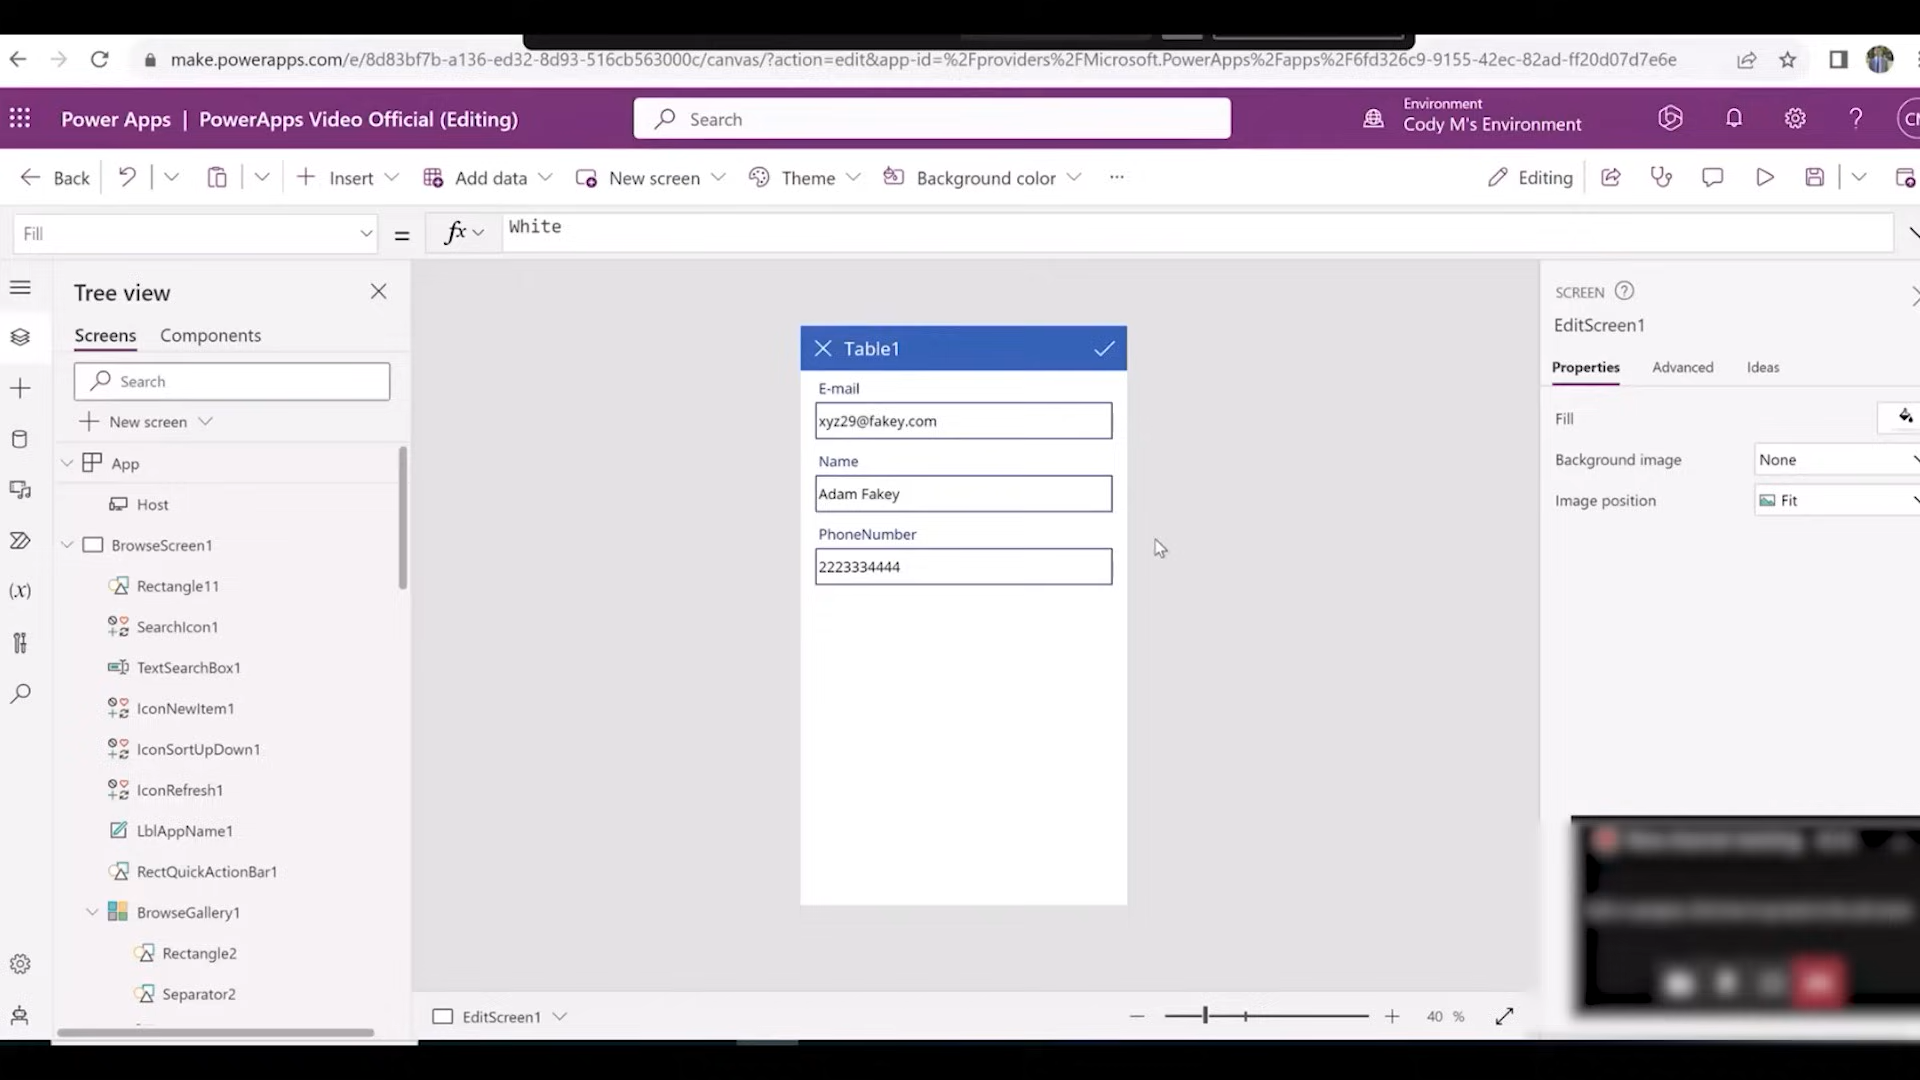 make.powerapps.com/e/8d83bf7b-a136-ed32-8d93-516cb563000c/canvas/?action=edit&app-id=%2Fproviders%2FMicrosoft.PowerApps%2Fapps%2F6fd326c9-9155-42ec-82ad-ff20d07d7e6e
Power Apps | PowerApps Video Official (Editing)
Search
Environment
Cody M's Environment
CM
Back
Insert
Add data
New screen
Theme
Background color
...
Editing
Fill
=
fx
White
Tree view
Screens
Components
Search
New screen
App
Host
BrowseScreen1
Rectangle11
SearchIcon1
TextSearchBox1
IconNewItem1
IconSortUpDown1
IconRefresh1
LblAppName1
RectQuickActionBar1
BrowseGallery1
Rectangle2
Separator2
(x)
Table1
E-mail
xyz29@fakey.com
Name
Adam Fakey
PhoneNumber
2223334444
EditScreen1
40 %
SCREEN
EditScreen1
Properties
Advanced
Ideas
Fill
Background image
None
Image position
Fit